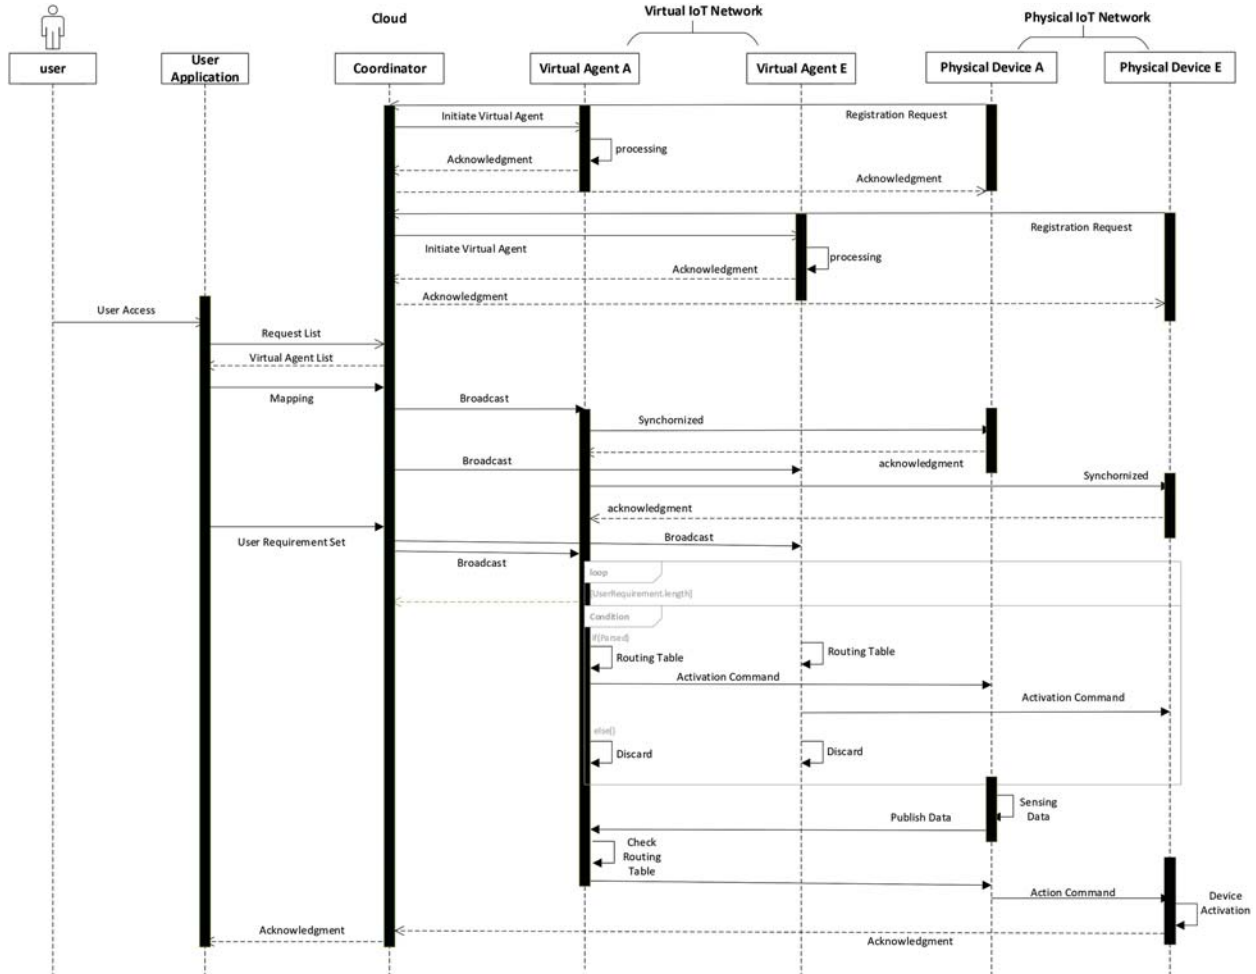 Cloud
Virtual IoT Network
Physical IoT Network
user
User
Application
Coordinator
Virtual Agent A
Virtual Agent E
Physical Device A
Physical Device E
Initiate Virtual Agent
Registration Request
processing
Acknowledgment
Acknowledgment
Registration Request
Initiate Virtual Agent
processing
Acknowledgment
Acknowledgment
User Access
Request List
Virtual Agent List
Mapping
Broadcast
Synchornized
acknowledgment
Broadcast
Synchornized
acknowledgment
User Requirement Set
Broadcast
Broadcast
loop
[UserRequirement.length]
Condition
if(Parsed)
Routing Table
Routing Table
Activation Command
Activation Command
else()
Discard
Discard
Sensing
Data
Publish Data
Check
Routing
Table
Action Command
Device
Activation
Acknowledgment
Acknowledgment